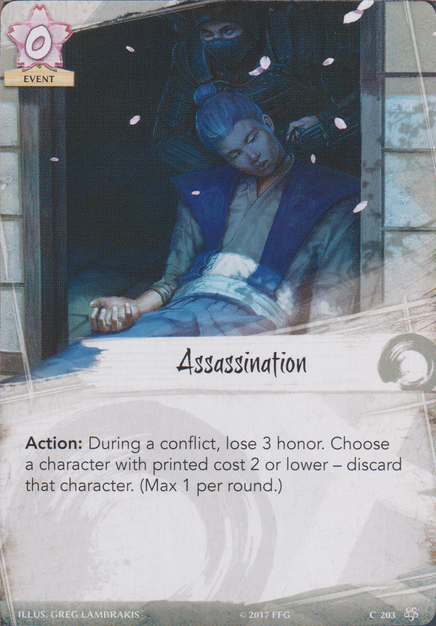 0
EVENT
Assassination
Action: During a conflict, lose 3 honor. Choose
a character with printed cost 2 or lower – discard
that character. (Max 1 per round.)
ILLUS. GREG LAMBRAKIS © 2017 FFG C 203